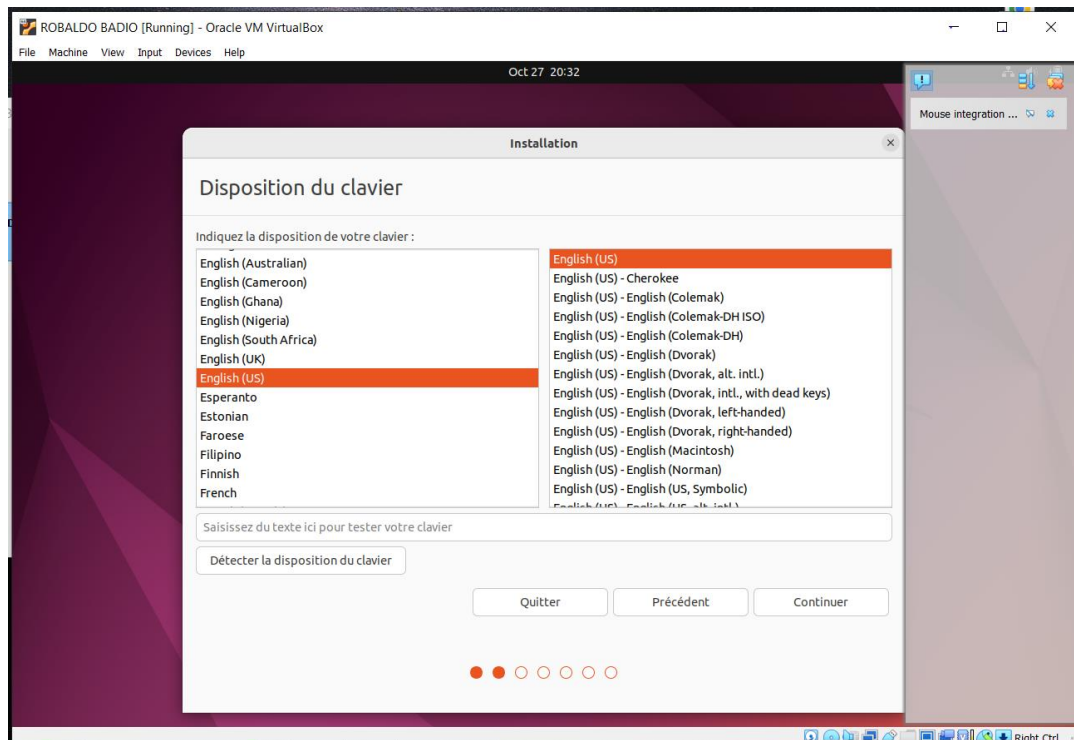 ROBALDO BADIO [Running] - Oracle VM VirtualBox
File Machine View Input Devices Help
Oct 27 20:32
Mouse integration ...
Installation
Disposition du clavier
Indiquez la disposition de votre clavier :
English (Australian)
English (Cameroon)
English (Ghana)
English (Nigeria)
English (South Africa)
English (UK)
English (US)
Esperanto
Estonian
Faroese
Filipino
Finnish
French
English (US)
English (US) - Cherokee
English (US) - English (Colemak)
English (US) - English (Colemak-DH ISO)
English (US) - English (Colemak-DH)
English (US) - English (Dvorak)
English (US) - English (Dvorak, alt. intl.)
English (US) - English (Dvorak, intl., with dead keys)
English (US) - English (Dvorak, left-handed)
English (US) - English (Dvorak, right-handed)
English (US) - English (Macintosh)
English (US) - English (Norman)
English (US) - English (US, Symbolic)
English (US) - English (US, alt. intl.)
Saisissez du texte ici pour tester votre clavier
Détecter la disposition du clavier
Quitter Précédent Continuer
Right Ctrl